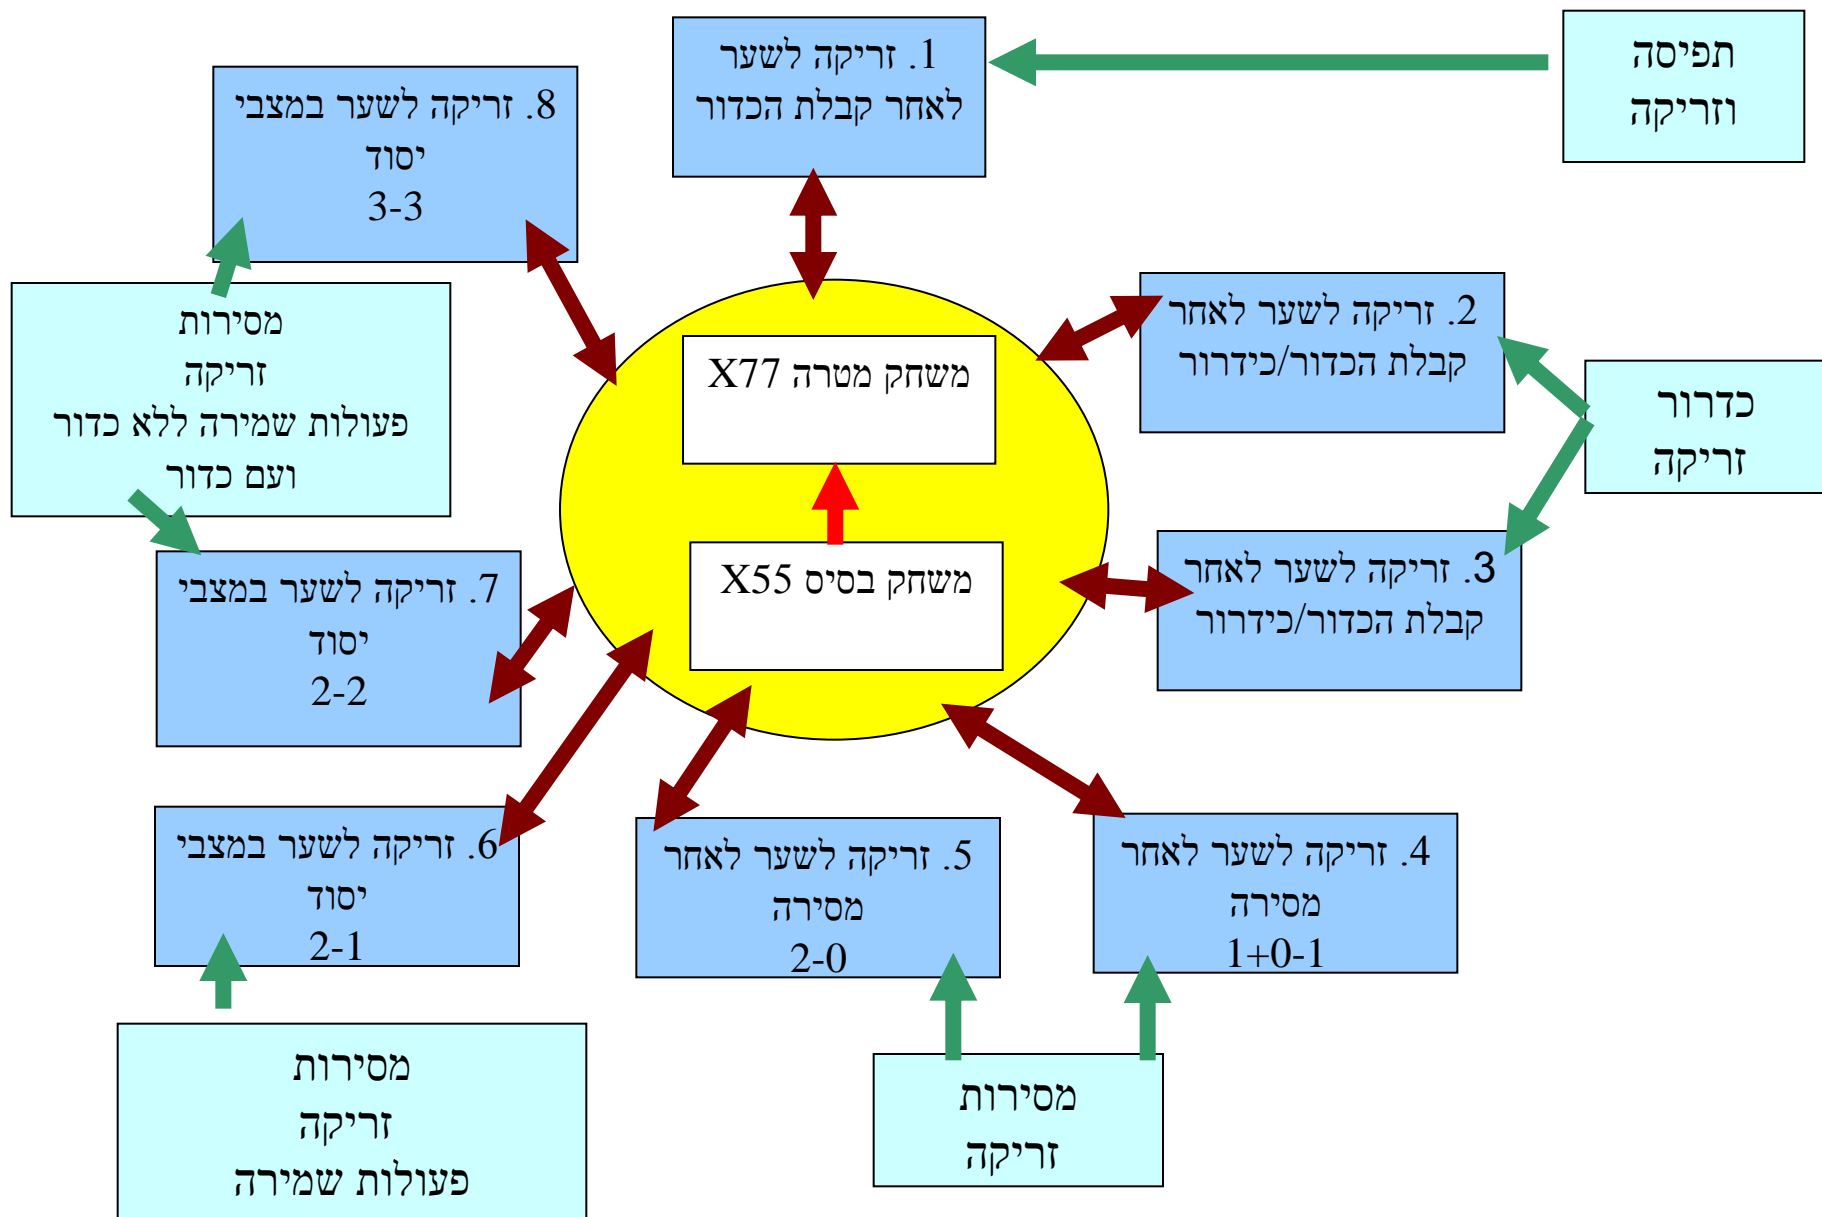 1. זריקה לשער
לאחר קבלת הכדור
תפיסה
וזריקה
8. זריקה לשער במצבי
יסוד
3-3
2. זריקה לשער לאחר
קבלת הכדור/כידרור
מסירות
זריקה
פעולות שמירה ללא כדור
ועם כדור
משחק מטרה 77X
כדרור
זריקה
משחק בסיס 55X
3. זריקה לשער לאחר
קבלת הכדור/כידרור
7. זריקה לשער במצבי
יסוד
2-2
6. זריקה לשער במצבי
יסוד
2-1
5. זריקה לשער לאחר
מסירה
2-0
4. זריקה לשער לאחר
מסירה
1+0-1
מסירות
זריקה
פעולות שמירה
מסירות
זריקה